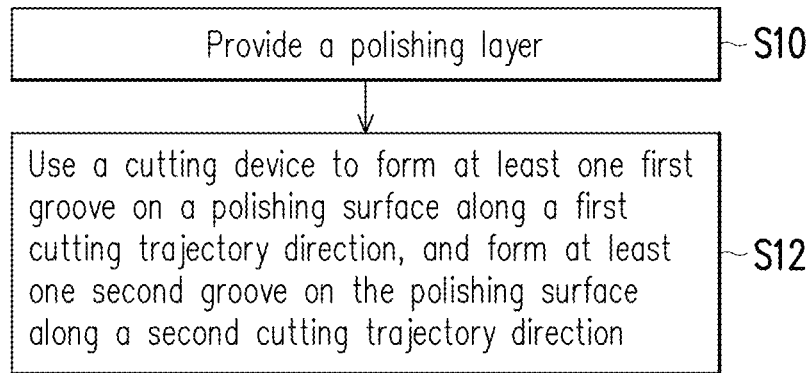 Provide a polishing layer
S10
Use a cutting device to form at least one first
groove on a polishing surface along a first
cutting trajectory direction, and form at least
one second groove on the polishing surface
along a second cutting trajectory direction
S12